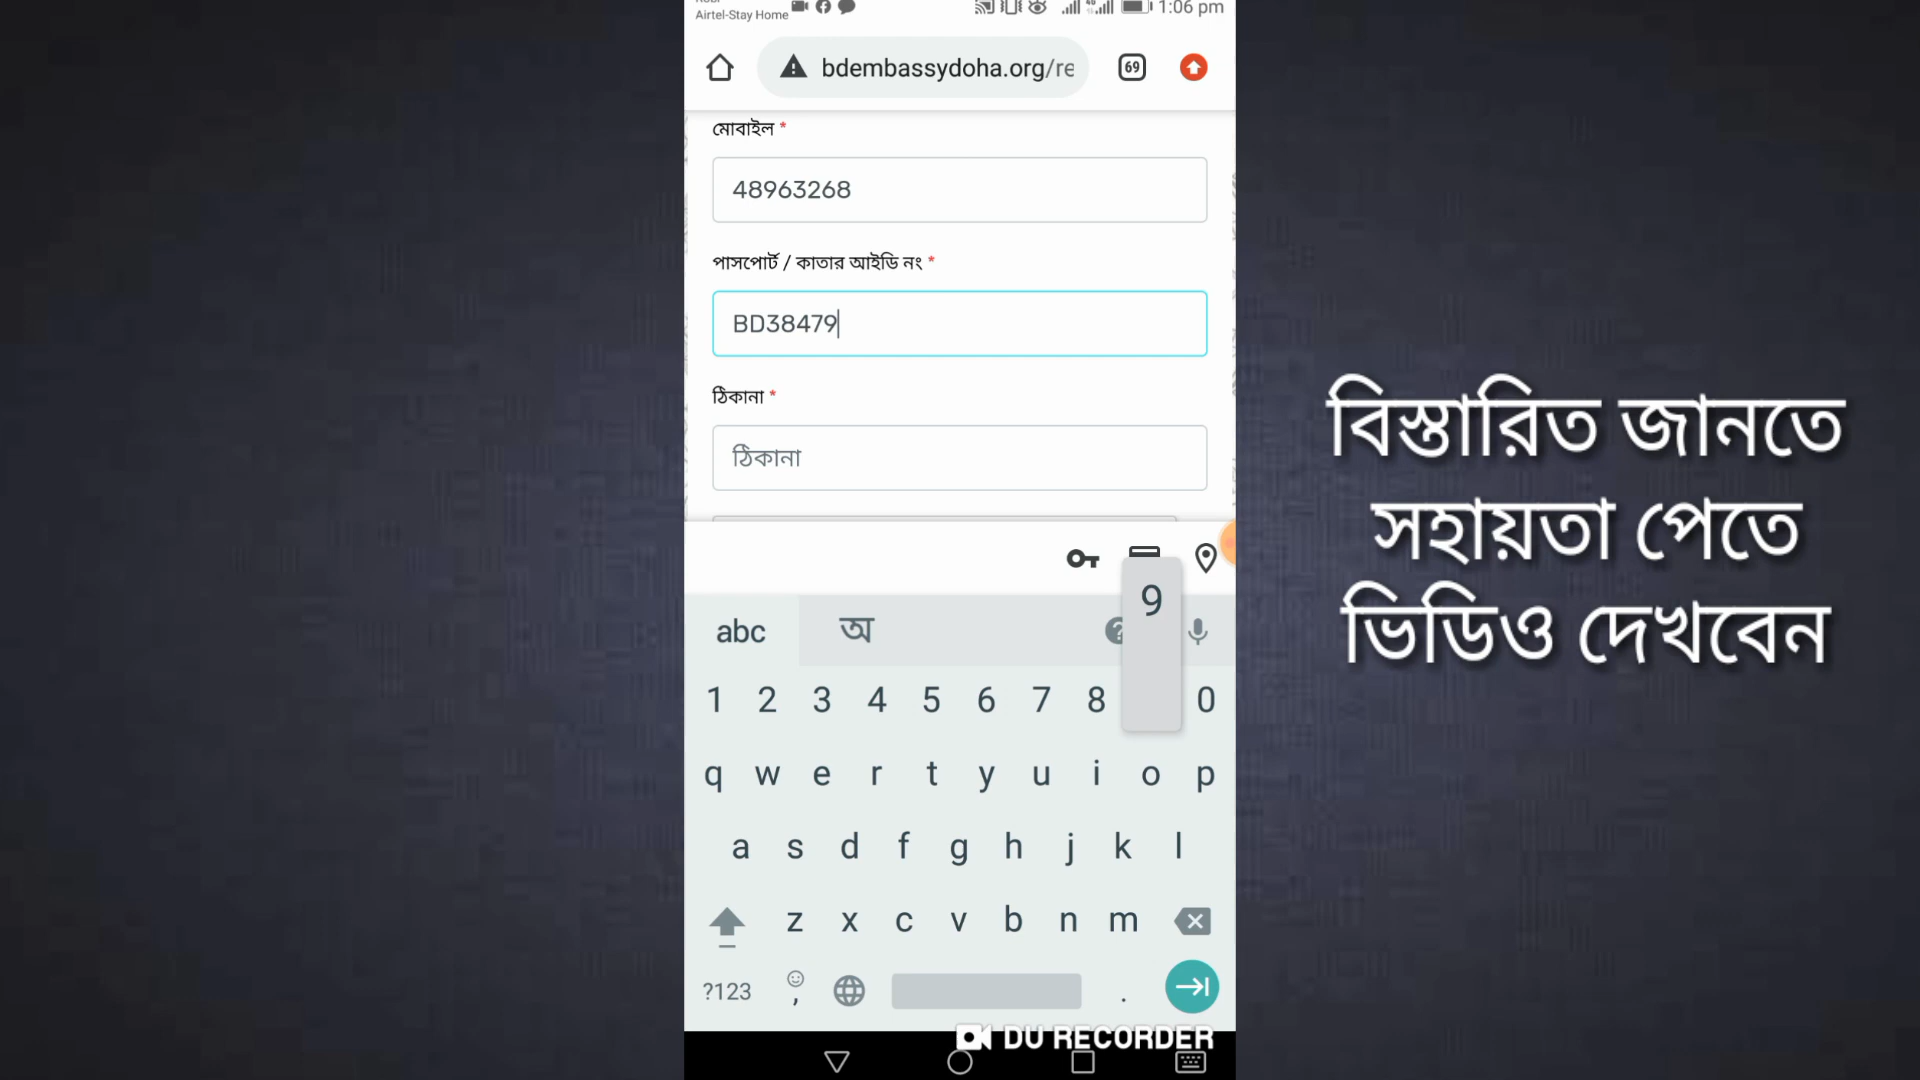 Airtel-Stay Home
1:06 pm
bdembassydoha.org/re
69
মোবাইল *
48963268
পাসপোর্ট / কাতার আইডি নং *
BD38479
ঠিকানা *
ঠিকানা
বিস্তারিত জানতে
সহায়তা পেতে
ভিডিও দেখবেন
9
abc অ ?
1 2 3 4 5 6 7 8 0
q w e r t y u i o p
a s d f g h j k l
z x c v b n m
?123 , .
DU RECORDER